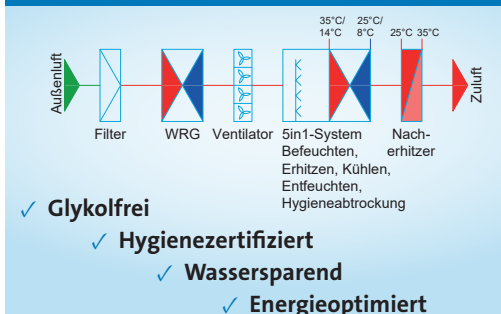 35°C/ 25°C/
14°C 8°C 25°C 35°C
Außenluft
Zuluft
Filter WRG Ventilator 5in1-System Nach-
Befeuchten, erhitzer
Erhitzen, Kühlen,
Entfeuchten,
Hygieneabtrockung
✓ Glykolfrei
✓ Hygienezertifiziert
✓ Wassersparend
✓ Energieoptimiert